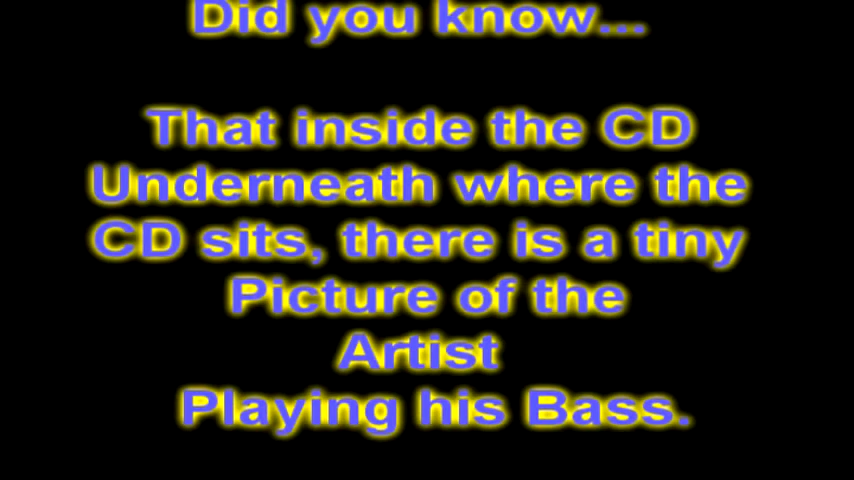 Did you know...
That inside the CD
Underneath where the
CD sits, there is a tiny
Picture of the
Artist
Playing his Bass.